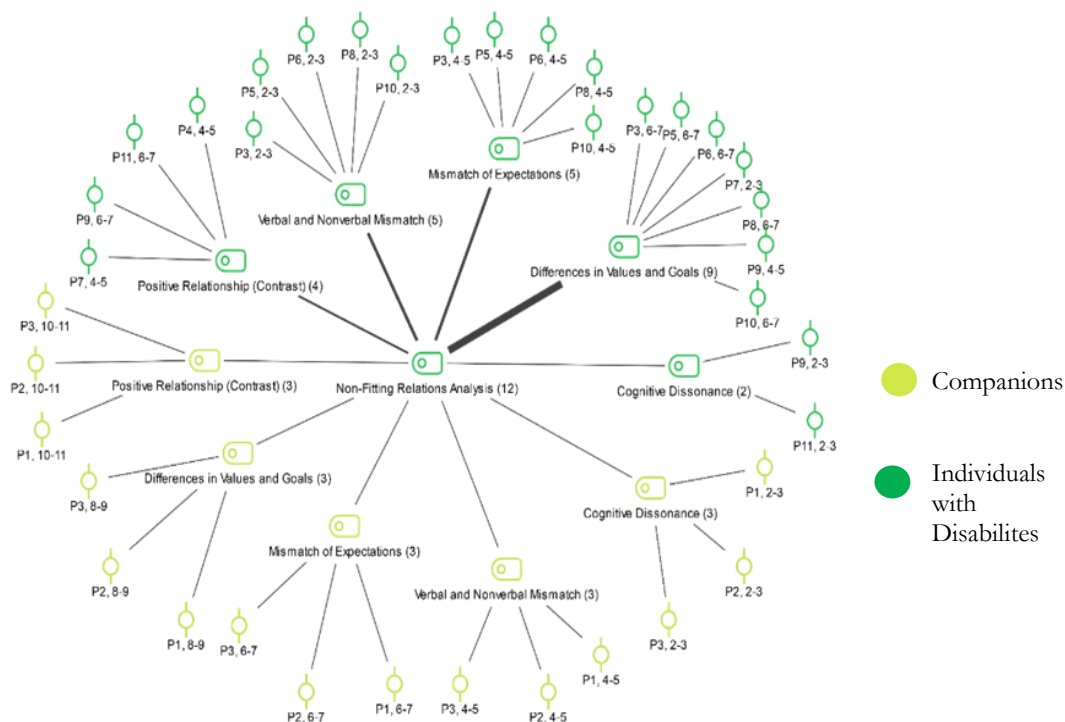 P6, 2-3
P8, 2-3
P3, 4-5
P5, 4-5
P6, 4-5
P5, 2-3
P10, 2-3
P8, 4-5
P4, 4-5
P3, 6-7
P5, 6-7
P10, 4-5
P6, 6-7
P11, 6-7
P3, 2-3
Mismatch of Expectations (5)
P7, 2-3
P9, 6-7
Verbal and Nonverbal Mismatch (5)
P8, 6-7
P7, 4-5
Positive Relationship (Contrast) (4)
Differences in Values and Goals (9)
P9, 4-5
P10, 6-7
P3, 10-11
P9, 2-3
P2, 10-11
Positive Relationship (Contrast) (3)
Non-Fitting Relations Analysis (12)
Cognitive Dissonance (2)
Companions
P1, 10-11
P11, 2-3
P3, 8-9
Differences in Values and Goals (3)
P1, 2-3
Individuals
with
Disabilites
Cognitive Dissonance (3)
Mismatch of Expectations (3)
P2, 8-9
Verbal and Nonverbal Mismatch (3)
P2, 2-3
P1, 8-9
P3, 6-7
P3, 2-3
P1, 4-5
P2, 6-7
P1, 6-7
P3, 4-5
P2, 4-5